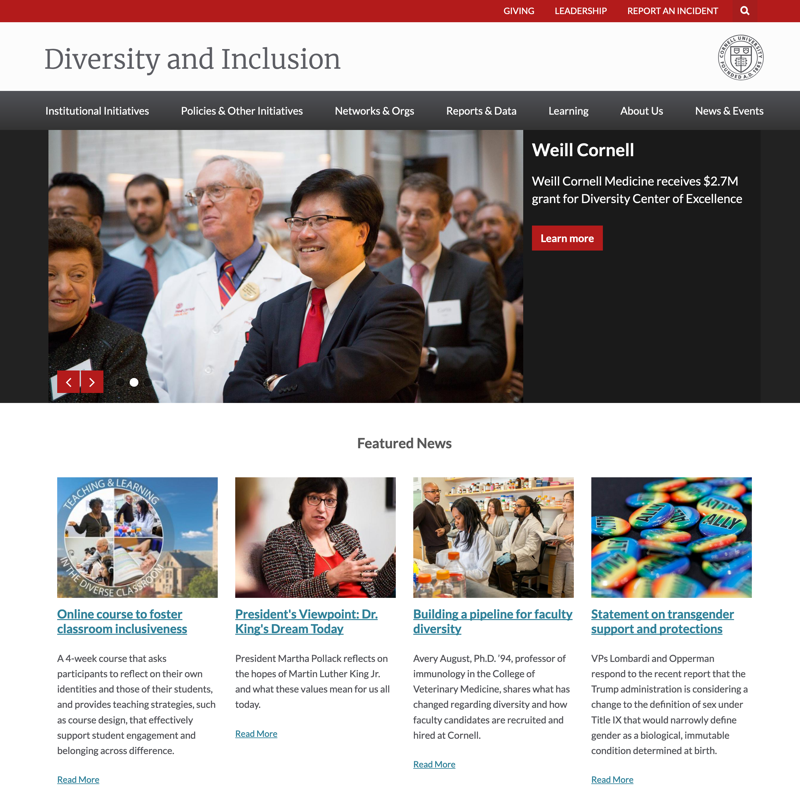 GIVING LEADERSHIP REPORT AN INCIDENT
Diversity and Inclusion
CORNELL UNIVERSITY
FOUNDED A.D. 1865
Institutional Initiatives Policies & Other Initiatives Networks & Orgs Reports & Data Learning About Us News & Events
Weill Cornell
Weill Cornell Medicine receives $2.7M
grant for Diversity Center of Excellence
Learn more
Featured News
TEACHING & LEARNING
IN THE DIVERSE CLASSROOM
ALLY
ALLY
ALLY
Online course to foster
classroom inclusiveness
A 4-week course that asks
participants to reflect on their own
identities and those of their students,
and provides teaching strategies, such
as course design, that effectively
support student engagement and
belonging across difference.
Read More
President's Viewpoint: Dr.
King's Dream Today
President Martha Pollack reflects on
the hopes of Martin Luther King Jr.
and what these values mean for us all
today.
Read More
Building a pipeline for faculty
diversity
Avery August, Ph.D. '94, professor of
immunology in the College of
Veterinary Medicine, shares what has
changed regarding diversity and how
faculty candidates are recruited and
hired at Cornell.
Read More
Statement on transgender
support and protections
VPs Lombardi and Opperman
respond to the recent report that the
Trump administration is considering a
change to the definition of sex under
Title IX that would narrowly define
gender as a biological, immutable
condition determined at birth.
Read More